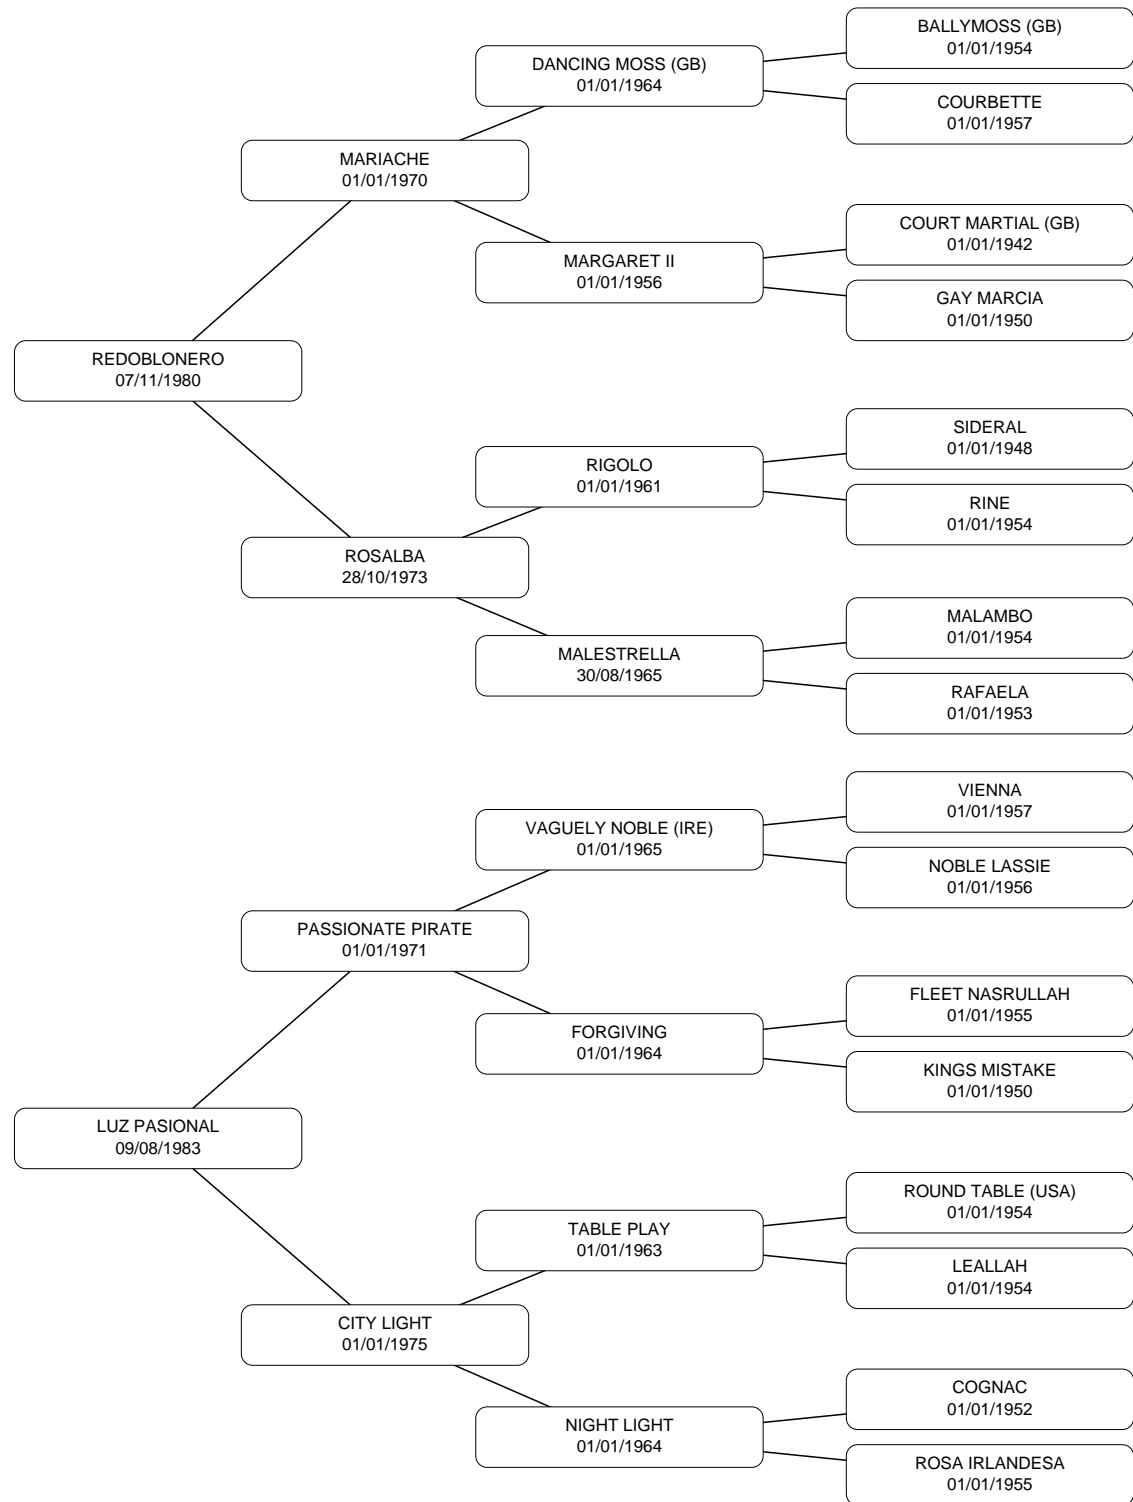 BALLYMOSS (GB)
01/01/1954
DANCING MOSS (GB)
01/01/1964
COURBETTE
01/01/1957
MARIACHE
01/01/1970
COURT MARTIAL (GB)
01/01/1942
MARGARET II
01/01/1956
GAY MARCIA
01/01/1950
REDOBLONERO
07/11/1980
SIDERAL
01/01/1948
RIGOLO
01/01/1961
RINE
01/01/1954
ROSALBA
28/10/1973
MALAMBO
01/01/1954
MALESTRELLA
30/08/1965
RAFAELA
01/01/1953
VIENNA
01/01/1957
VAGUELY NOBLE (IRE)
01/01/1965
NOBLE LASSIE
01/01/1956
PASSIONATE PIRATE
01/01/1971
FLEET NASRULLAH
01/01/1955
FORGIVING
01/01/1964
KINGS MISTAKE
01/01/1950
LUZ PASIONAL
09/08/1983
ROUND TABLE (USA)
01/01/1954
TABLE PLAY
01/01/1963
LEALLAH
01/01/1954
CITY LIGHT
01/01/1975
COGNAC
01/01/1952
NIGHT LIGHT
01/01/1964
ROSA IRLANDESA
01/01/1955